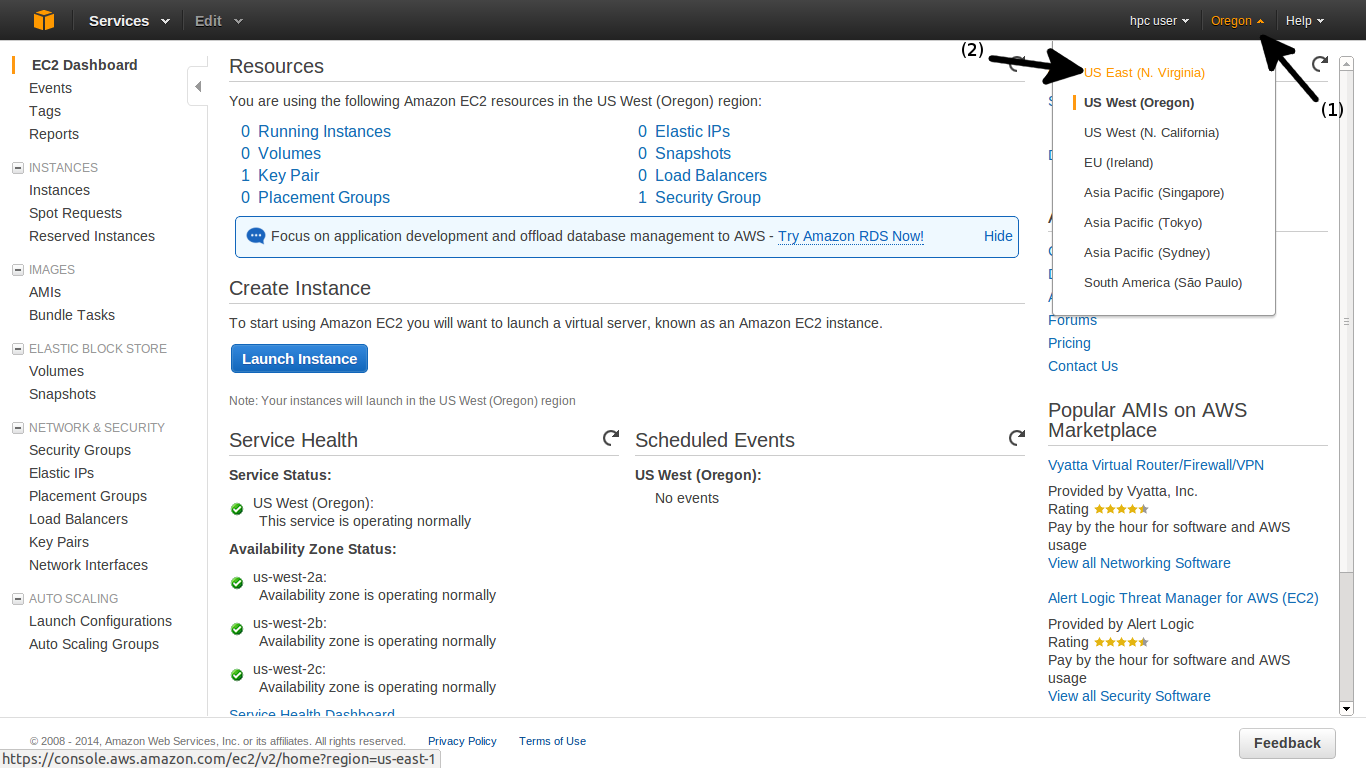 Services Edit hpc user Oregon Help
(2)
(1)
EC2 Dashboard
Events
Tags
Reports
INSTANCES
Instances
Spot Requests
Reserved Instances
IMAGES
AMIs
Bundle Tasks
ELASTIC BLOCK STORE
Volumes
Snapshots
NETWORK & SECURITY
Security Groups
Elastic IPs
Placement Groups
Load Balancers
Key Pairs
Network Interfaces
AUTO SCALING
Launch Configurations
Auto Scaling Groups
Resources
You are using the following Amazon EC2 resources in the US West (Oregon) region:
0 Running Instances 0 Elastic IPs
0 Volumes 0 Snapshots
1 Key Pair 0 Load Balancers
0 Placement Groups 1 Security Group
Focus on application development and offload database management to AWS - Try Amazon RDS Now! Hide
Create Instance
To start using Amazon EC2 you will want to launch a virtual server, known as an Amazon EC2 instance.
Launch Instance
Note: Your instances will launch in the US West (Oregon) region
Service Health
Service Status:
US West (Oregon):
This service is operating normally
Availability Zone Status:
us-west-2a:
Availability zone is operating normally
us-west-2b:
Availability zone is operating normally
us-west-2c:
Availability zone is operating normally
Service Health Dashboard
Scheduled Events
US West (Oregon):
No events
US East (N. Virginia)
US West (Oregon)
US West (N. California)
EU (Ireland)
Asia Pacific (Singapore)
Asia Pacific (Tokyo)
Asia Pacific (Sydney)
South America (São Paulo)
Forums
Pricing
Contact Us
Popular AMIs on AWS
Marketplace
Vyatta Virtual Router/Firewall/VPN
Provided by Vyatta, Inc.
Rating
Pay by the hour for software and AWS
usage
View all Networking Software
Alert Logic Threat Manager for AWS (EC2)
Provided by Alert Logic
Rating
Pay by the hour for software and AWS
usage
View all Security Software
© 2008 - 2014, Amazon Web Services, Inc. or its affiliates. All rights reserved. Privacy Policy Terms of Use
Feedback
https://console.aws.amazon.com/ec2/v2/home?region=us-east-1